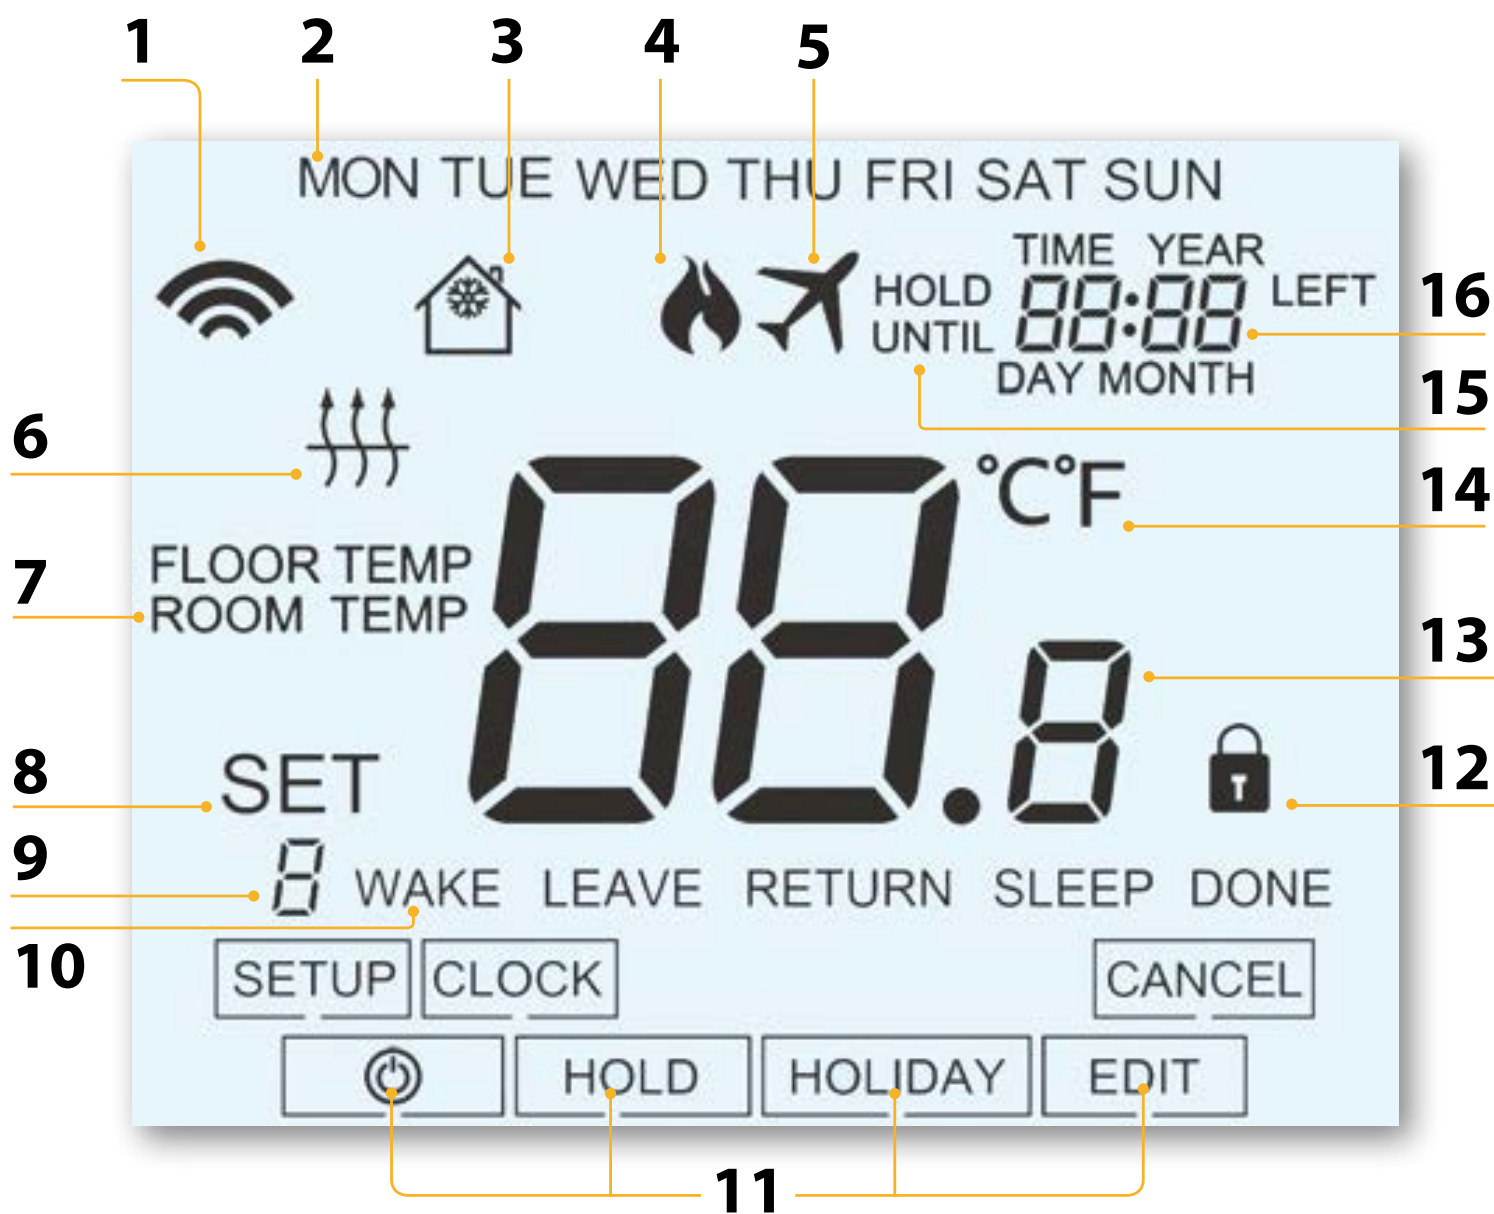 1 2 3 4 5
MON TUE WED THU FRI SAT SUN
TIME YEAR
HOLD 88:88 LEFT 16
UNTIL
DAY MONTH 15
6
°C°F 14
FLOOR TEMP
7
ROOM TEMP
88.8
13
8 SET 12
9 8 WAKE LEAVE RETURN SLEEP DONE
10
SETUP CLOCK CANCEL
HOLD HOLIDAY EDIT
11